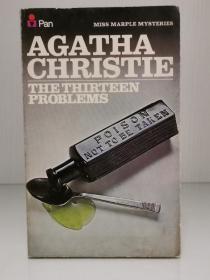 Pan
MISS MARPLE MYSTERIES
AGATHA
CHRISTIE
THE THIRTEEN
PROBLEMS
POISON
NOT TO BE TAKEN